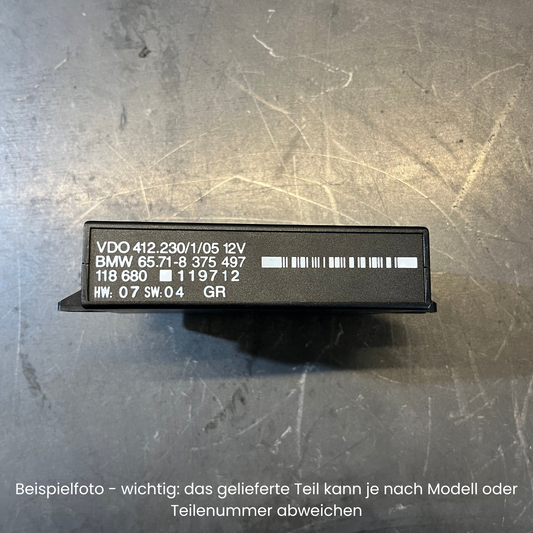 VDO 412.230/1/05 12V
BMW 65.71-8 375 497
118 680 119712
HW: 07 SW:04 GR
Beispielfoto - wichtig: das gelieferte Teil kann je nach Modell oder
Teilenummer abweichen